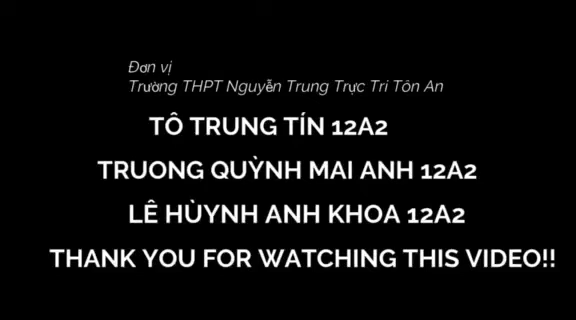 Đơn vị
Trường THPT Nguyễn Trung Trực Tri Tôn An
TÔ TRUNG TÍN 12A2
TRUONG QUỲNH MAI ANH 12A2
LÊ HÙYNH ANH KHOA 12A2
THANK YOU FOR WATCHING THIS VIDEO!!